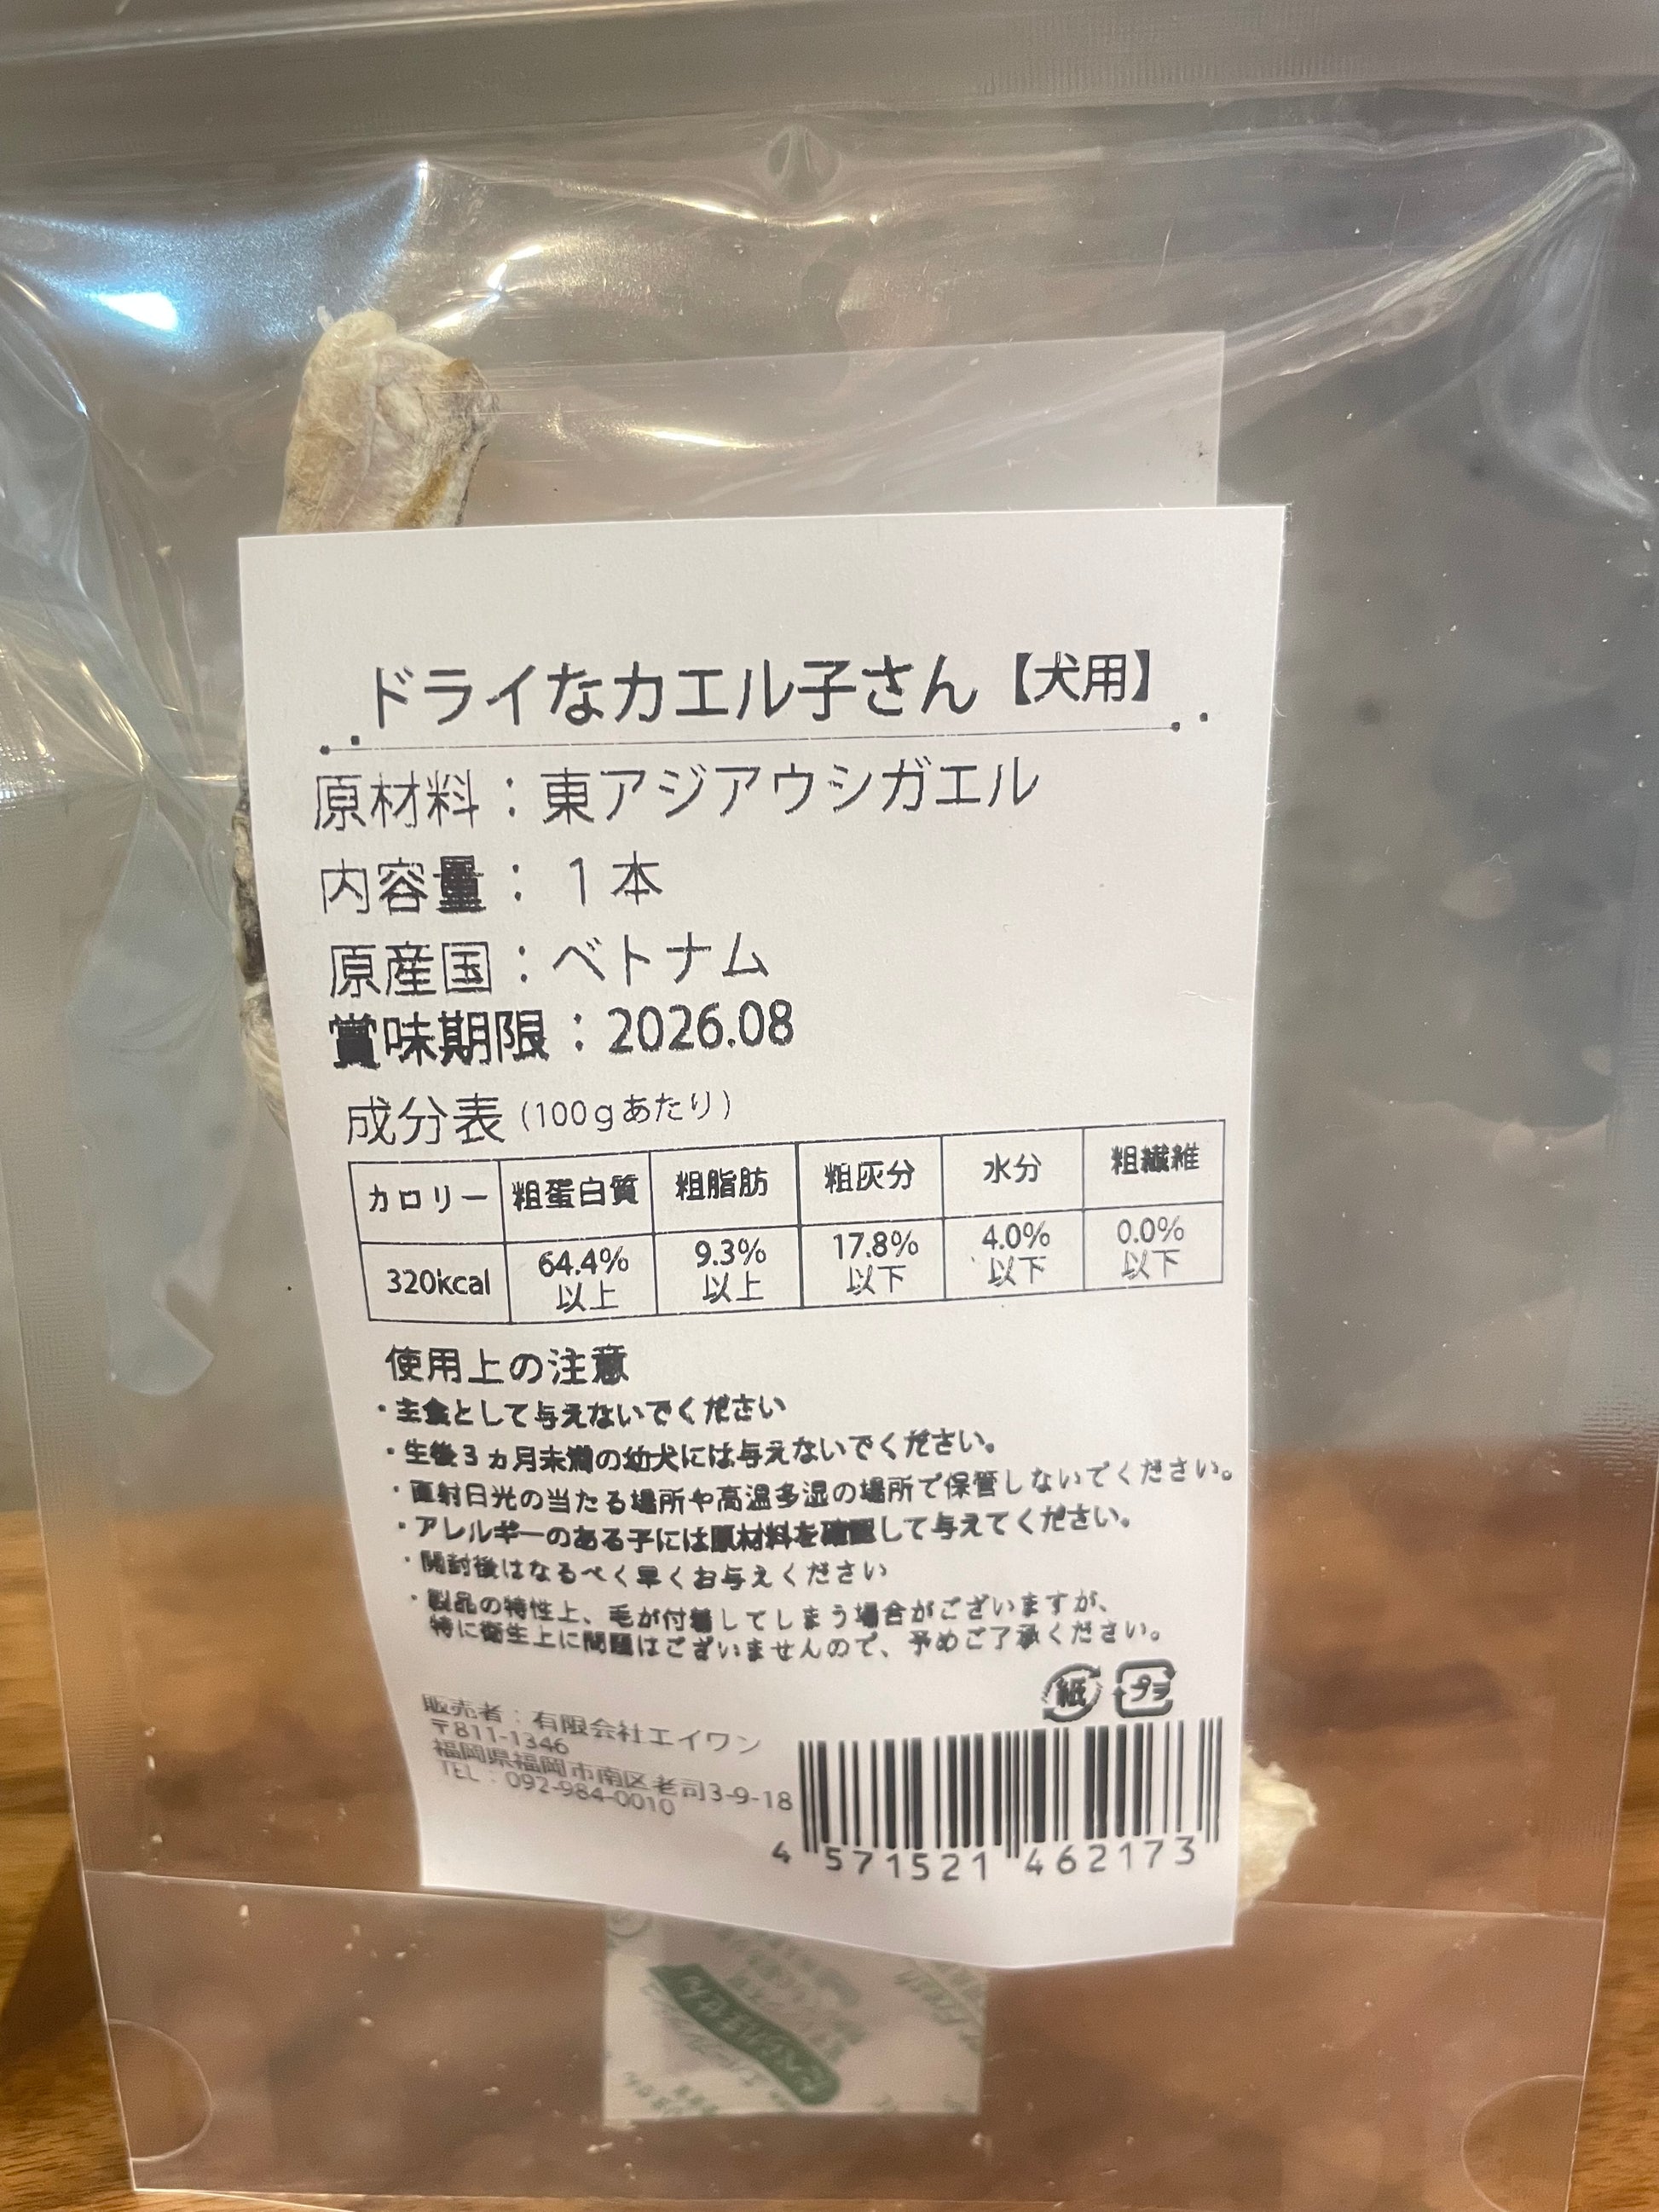 ドライなカエル子さん【犬用】
原材料：東アジアウシガエル
内容量：１本
原産国：ベトナム
賞味期限：2026.08
成分表（100gあたり）
カロリー 粗蛋白質 粗脂肪 粗灰分 水分 粗繊維
320kcal 64.4%以上 9.3%以上 17.8%以下 4.0%以下 0.0%以下
使用上の注意
・主食として与えないでください
・生後3ヵ月未満の幼犬には与えないでください。
・直射日光の当たる場所や高温多湿の場所で保管しないでください。
・アレルギーのある子には原材料を確認して与えてください。
・開封後はなるべく早くお与えください
・製品の特性上、毛が付着してしまう場合がございますが、
特に衛生上に問題はございませんので、予めご了承ください。
紙 プラ
販売者：有限会社エイワン
〒811-1346
福岡県福岡市南区老司3-9-18
TEL：092-984-0010
4 571521 462173